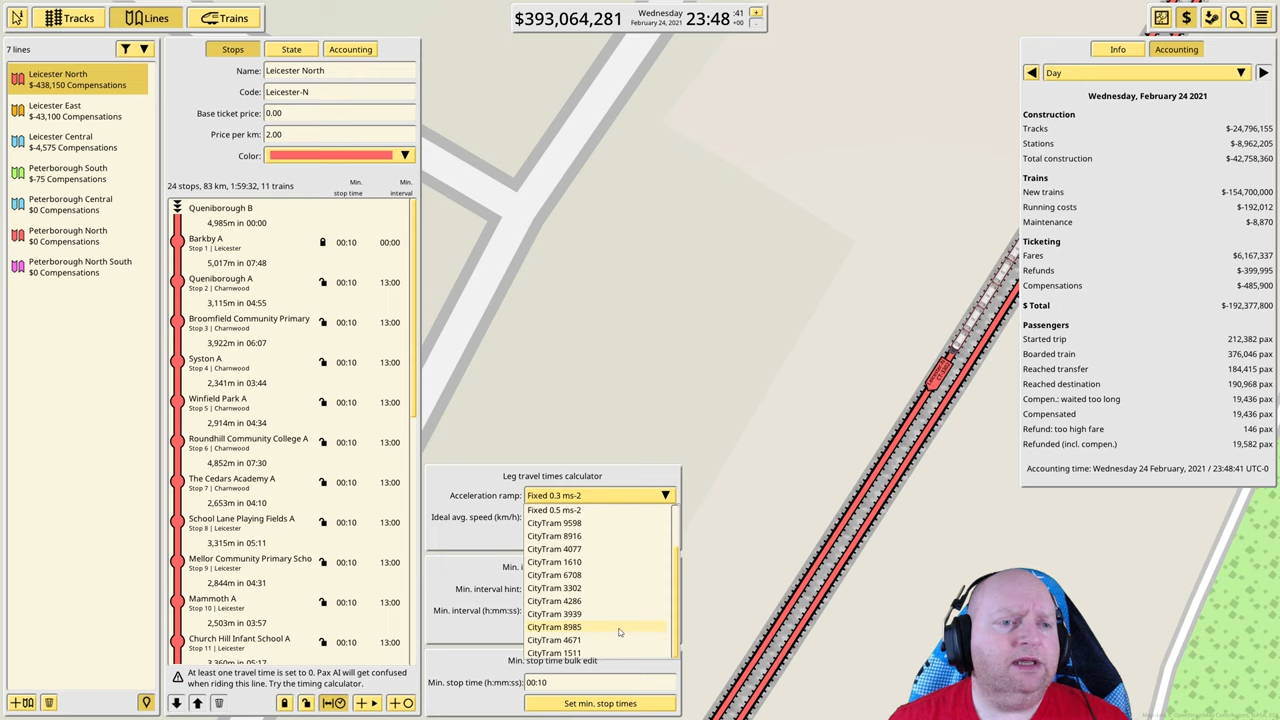 Tracks
Lines
Trains
$393,064,281
Wednesday
February 24, 2021
23:48
:41
+00
+
-
7 lines
Leicester North
$-438,150 Compensations
Leicester East
$-43,100 Compensations
Leicester Central
$-4,575 Compensations
Peterborough South
$-75 Compensations
Peterborough Central
$0 Compensations
Peterborough North
$0 Compensations
Peterborough North South
$0 Compensations
Stops
State
Accounting
Name: Leicester North
Code: Leicester-N
Base ticket price: 0.00
Price per km: 2.00
Color:
24 stops, 83 km, 1:59:32, 11 trains
Min. stop time
Min. interval
Queniborough B
4,985m in 00:00
Barkby A 00:10 00:00
Stop 1 | Leicester
5,017m in 07:48
Queniborough A 00:10 13:00
Stop 2 | Charnwood
3,115m in 04:55
Broomfield Community Primary 00:10 13:00
Stop 3 | Charnwood
3,922m in 06:07
Syston A 00:10 13:00
Stop 4 | Charnwood
2,341m in 03:44
Winfield Park A 00:10 13:00
Stop 5 | Charnwood
2,914m in 04:34
Roundhill Community College A 00:10 13:00
Stop 6 | Charnwood
4,852m in 07:30
The Cedars Academy A 00:10 13:00
Stop 7 | Charnwood
2,653m in 04:10
School Lane Playing Fields A 00:10 13:00
Stop 8 | Leicester
3,315m in 05:11
Mellor Community Primary Scho 00:10 13:00
Stop 9 | Leicester
2,844m in 04:31
Mammoth A 00:10 13:00
Stop 10 | Leicester
2,503m in 03:57
Church Hill Infant School A 00:10 13:00
Stop 11 | Leicester
3,360m in 05:17
At least one travel time is set to 0. Pax AI will get confused
when riding this line. Try the timing calculator.
Leg travel times calculator
Acceleration ramp: Fixed 0.3 ms-2
Ideal avg. speed (km/h):
Fixed 0.5 ms-2
CityTram 9598
CityTram 8916
CityTram 4077
CityTram 1610
CityTram 6708
CityTram 3302
CityTram 4286
CityTram 3939
CityTram 8985
CityTram 4671
CityTram 1511
Min. i
Min. interval hint:
Min. interval (h:mm:ss):
Min. stop time bulk edit
Min. stop time (h:mm:ss): 00:10
Set min. stop times
Info
Accounting
Day
Wednesday, February 24 2021
Construction
Tracks $-24,796,155
Stations $-8,962,205
Total construction $-42,758,360
Trains
New trains $-154,700,000
Running costs $-192,012
Maintenance $-8,870
Ticketing
Fares $6,167,337
Refunds $-399,995
Compensations $-485,900
$ Total $-192,377,800
Passengers
Started trip 212,382 pax
Boarded train 376,046 pax
Reached transfer 184,415 pax
Reached destination 190,968 pax
Compen.: waited too long 19,436 pax
Compensated 19,436 pax
Refund: too high fare 146 pax
Refunded (incl. compen.) 19,582 pax
Accounting time: Wednesday 24 February, 2021 / 23:48:41 UTC-0